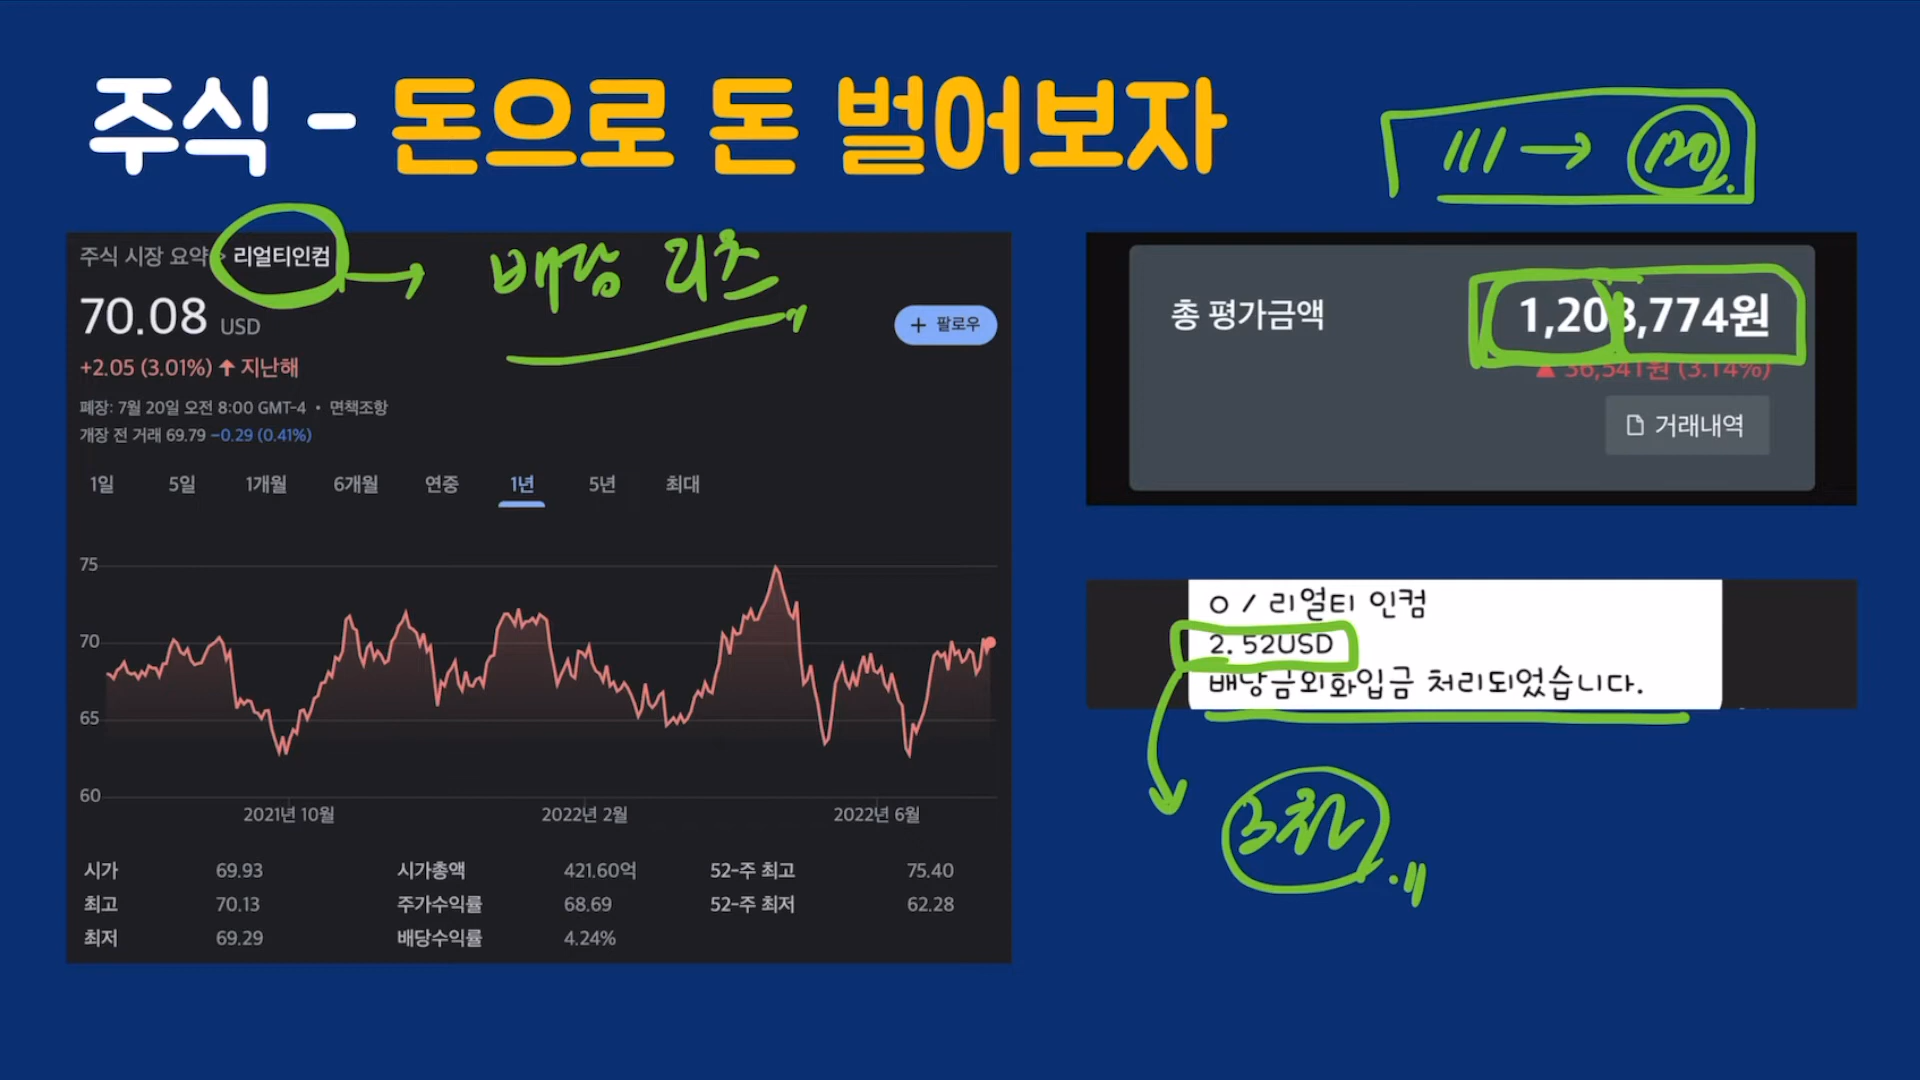 주식 - 돈으로 돈 벌어보자
111 → 120
주식 시장 요약 > 리얼티인컴
→ 배당 리츠
70.08 USD
+ 팔로우
+2.05 (3.01%) ↑ 지난해
폐장: 7월 20일 오전 8:00 GMT-4 • 면책조항
개장 전 거래 69.79 −0.29 (0.41%)
1일 5일 1개월 6개월 연중 1년 5년 최대
75
70
65
60
2021년 10월 2022년 2월 2022년 6월
시가 69.93 시가총액 421.60억 52-주 최고 75.40
최고 70.13 주가수익률 68.69 52-주 최저 62.28
최저 69.29 배당수익률 4.24%
총 평가금액 1,208,774원
▲ 36,541원 (3.14%)
거래내역
O / 리얼티 인컴
2.52USD
배당금외화입금 처리되었습니다.